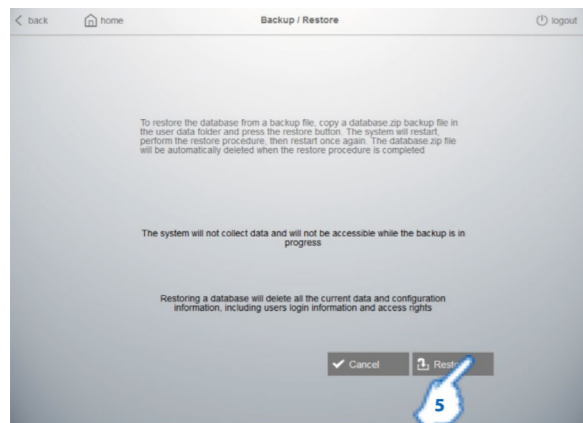 back home Backup / Restore logout
To restore the database from a backup file, copy a database.zip backup file in
the user data folder and press the restore button. The system will restart,
perform the restore procedure, then restart once again. The database.zip file
will be automatically deleted when the restore procedure is completed
The system will not collect data and will not be accessible while the backup is in
progress
Restoring a database will delete all the current data and configuration
information, including users login information and access rights
Cancel
5